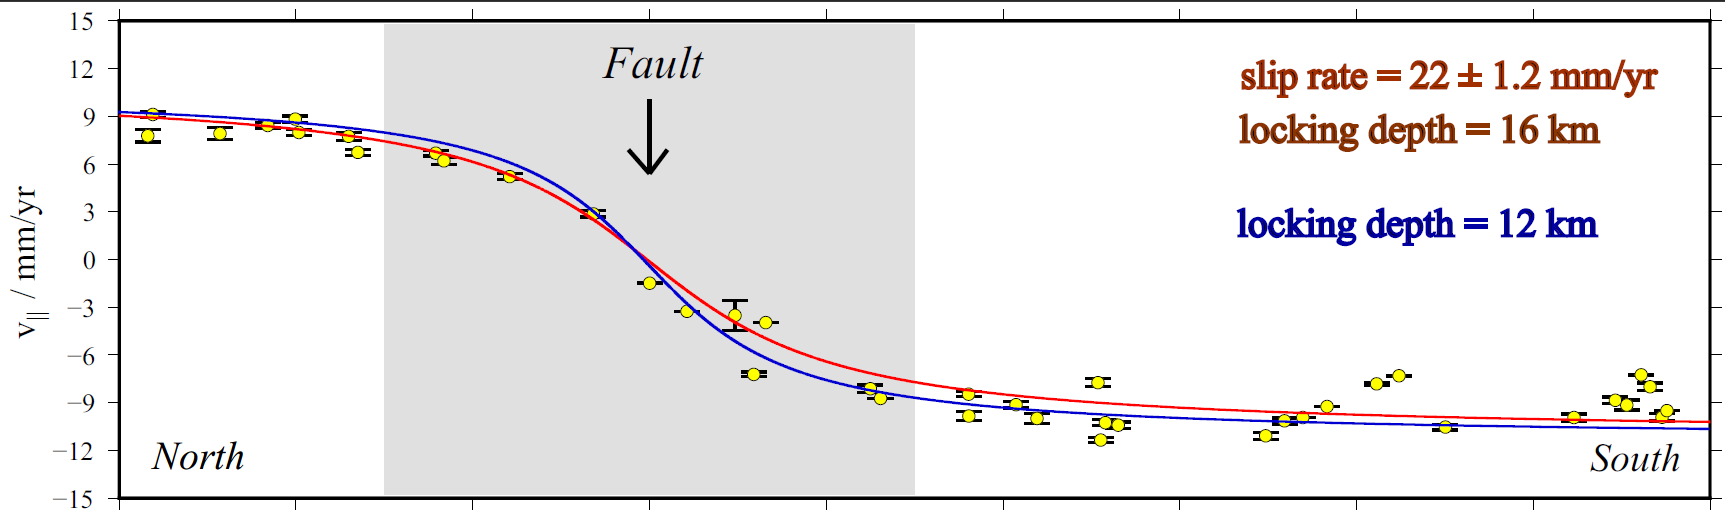 15
12
9
6
3
0
−3
−6
−9
−12
−15
v|| / mm/yr
Fault
slip rate = 22 ± 1.2 mm/yr
locking depth = 16 km
locking depth = 12 km
North
South